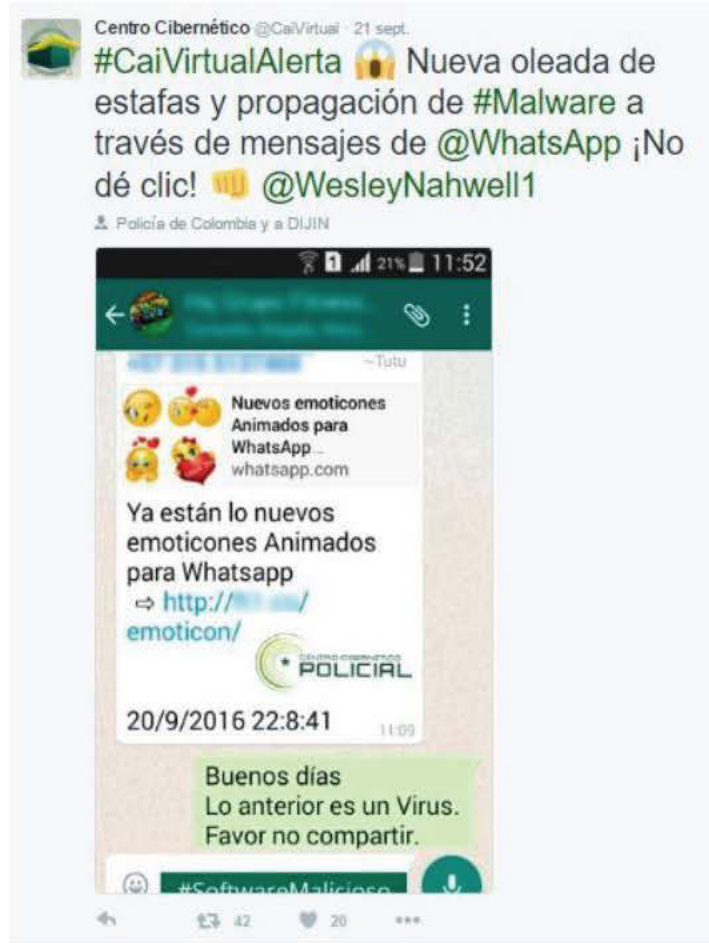 Centro Cibernético @CaiVirtual · 21 sept.
#CaiVirtualAlerta 😱 Nueva oleada de
estafas y propagación de #Malware a
través de mensajes de @WhatsApp ¡No
dé clic! 👊 @WesleyNahwell1
Policía de Colombia y a DIJIN
1 21% 11:52
~Tutu
Nuevos emoticones
Animados para
WhatsApp...
whatsapp.com
Ya están lo nuevos
emoticones Animados
para Whatsapp
⇨ http:// /
emoticon/
CENTRO CIBERNÉTICO
POLICIAL
20/9/2016 22:8:41
11:09
Buenos días
Lo anterior es un Virus.
Favor no compartir.
#SoftwareMalicioso
42 20